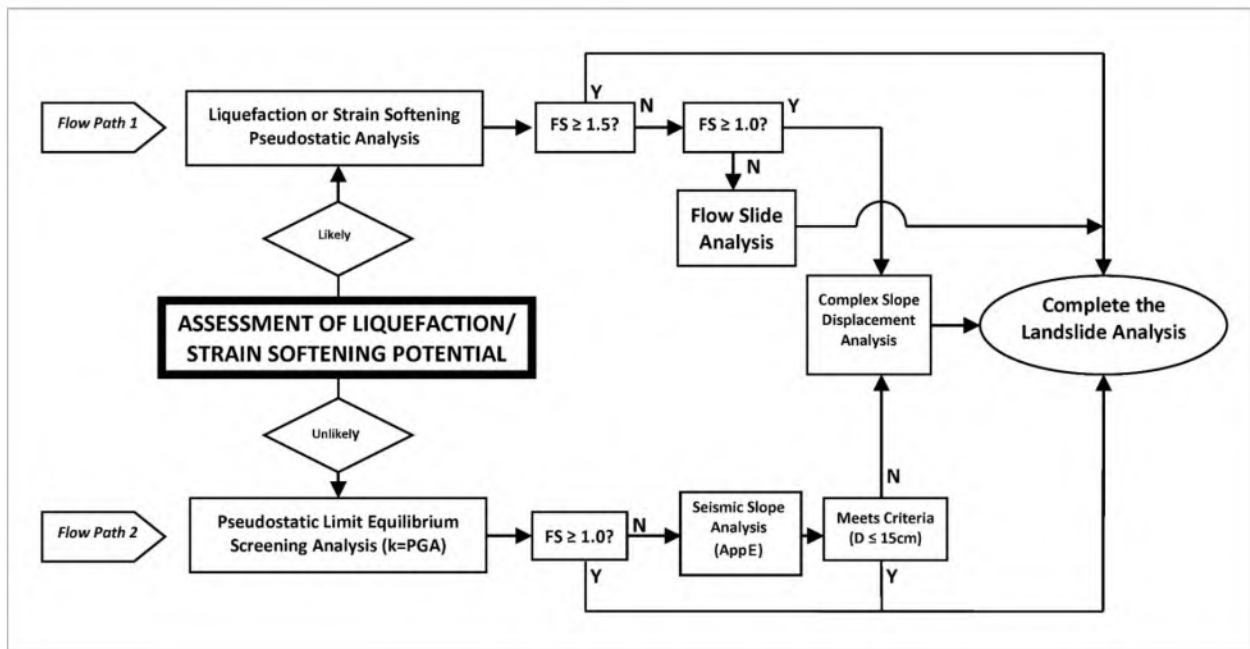 Flow Path 1
Liquefaction or Strain Softening
Pseudostatic Analysis
FS ≥ 1.5?
Y
N
FS ≥ 1.0?
Y
N
Flow Slide
Analysis
Likely
ASSESSMENT OF LIQUEFACTION/
STRAIN SOFTENING POTENTIAL
Complex Slope
Displacement
Analysis
Complete the
Landslide Analysis
Unlikely
Flow Path 2
Pseudostatic Limit Equilibrium
Screening Analysis (k=PGA)
FS ≥ 1.0?
N
Y
Seismic Slope
Analysis
(AppE)
Meets Criteria
(D ≤ 15cm)
N
Y